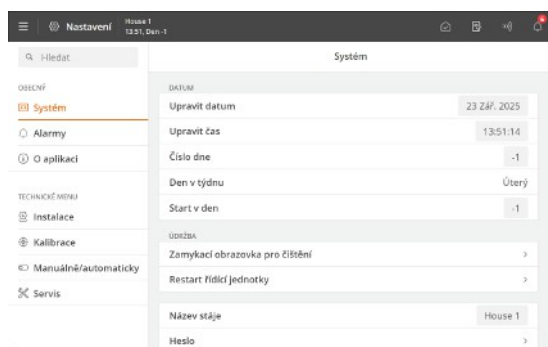 Nastavení
House 1
13:51, Den -1
6
Hledat
Systém
OBECNÝ
Systém
Alarmy
O aplikaci
TECHNICKÉ MENU
Instalace
Kalibrace
Manuálně/automaticky
Servis
DATUM
Upravit datum 23 Zář. 2025
Upravit čas 13:51:14
Číslo dne -1
Den v týdnu Úterý
Start v den -1
ÚDRŽBA
Zamykací obrazovka pro čištění
Restart řídící jednotky
Název stáje House 1
Heslo